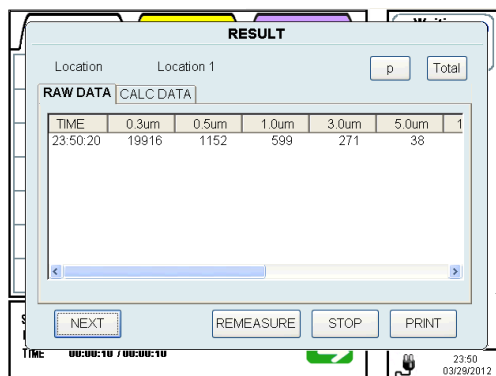 RESULT
Location Location 1 p Total
RAW DATA CALC DATA
TIME 0.3um 0.5um 1.0um 3.0um 5.0um 1
23:50:20 19916 1152 599 271 38
NEXT REMEASURE STOP PRINT
TIME 00:00:10 / 00:00:10
23:50
03/29/2012